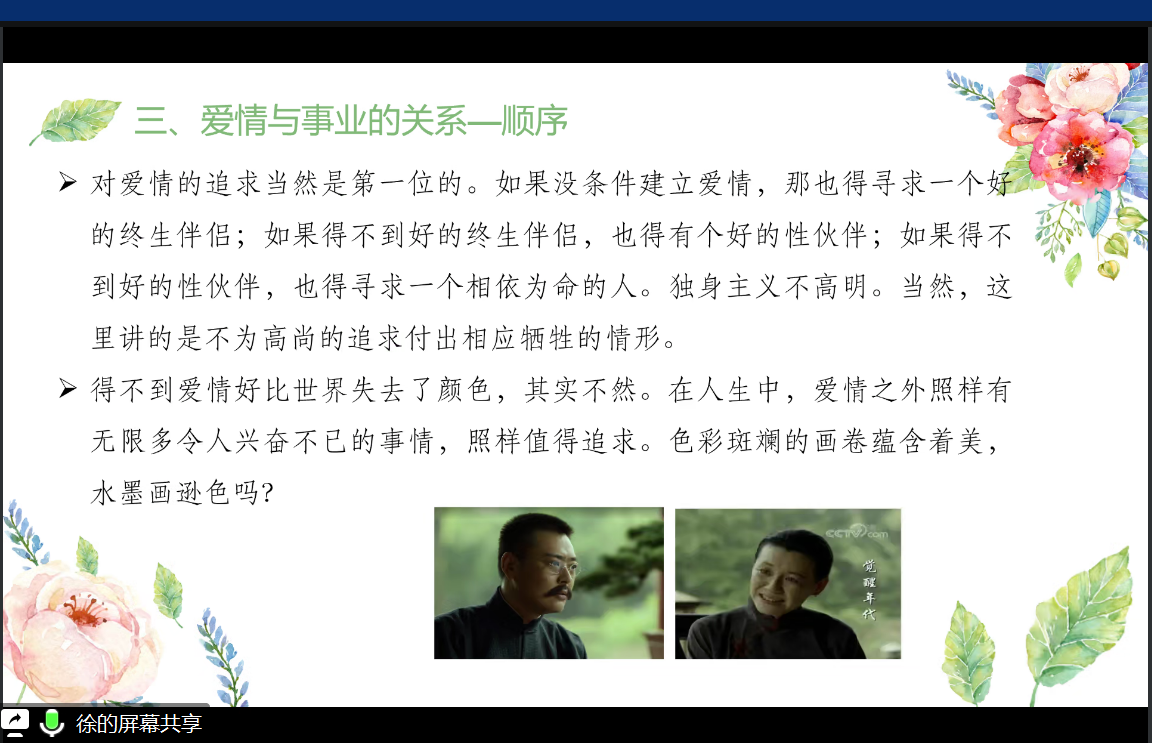 三、爱情与事业的关系—顺序
➢ 对爱情的追求当然是第一位的。如果没条件建立爱情，那也得寻求一个好
的终生伴侣；如果得不到好的终生伴侣，也得有个好的性伙伴；如果得不
到好的性伙伴，也得寻求一个相依为命的人。独身主义不高明。当然，这
里讲的是不为高尚的追求付出相应牺牲的情形。
➢ 得不到爱情好比世界失去了颜色，其实不然。在人生中，爱情之外照样有
无限多令人兴奋不已的事情，照样值得追求。色彩斑斓的画卷蕴含着美，
水墨画逊色吗?
CCTV.com
觉醒年代
徐的屏幕共享